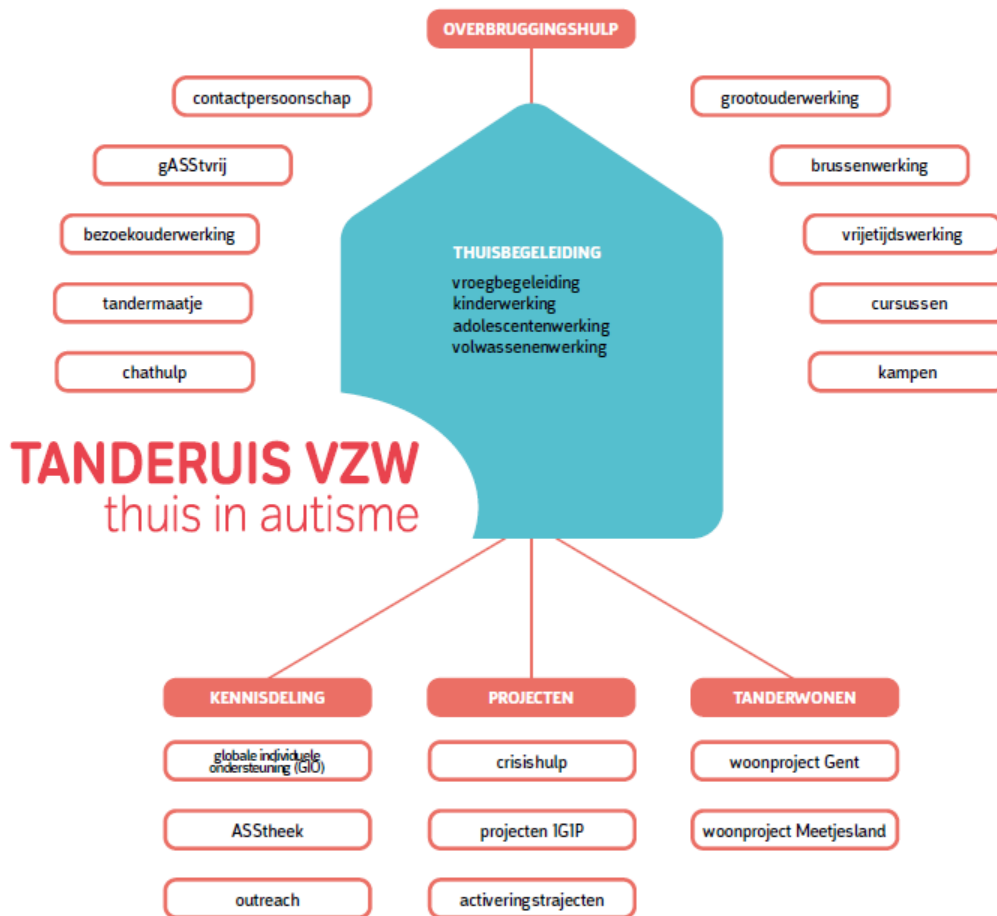 OVERBRUGGINGSHULP
contactpersoonschap
grootouderwerking
gASStvrij
brussenwerking
bezoekouderwerking
vrijetijdswerking
tandermaatje
cursussen
chathulp
kampen
THUISBEGELEIDING
vroegbegeleiding
kinderwerking
adolescentenwerking
volwassenenwerking
TANDERUIS VZW
thuis in autisme
KENNISDELING
globale individuele
ondersteuning (GIO)
ASStheek
outreach
PROJECTEN
crisishulp
projecten 1G1P
activeringstrajecten
TANDERWONEN
woonproject Gent
woonproject Meetjesland